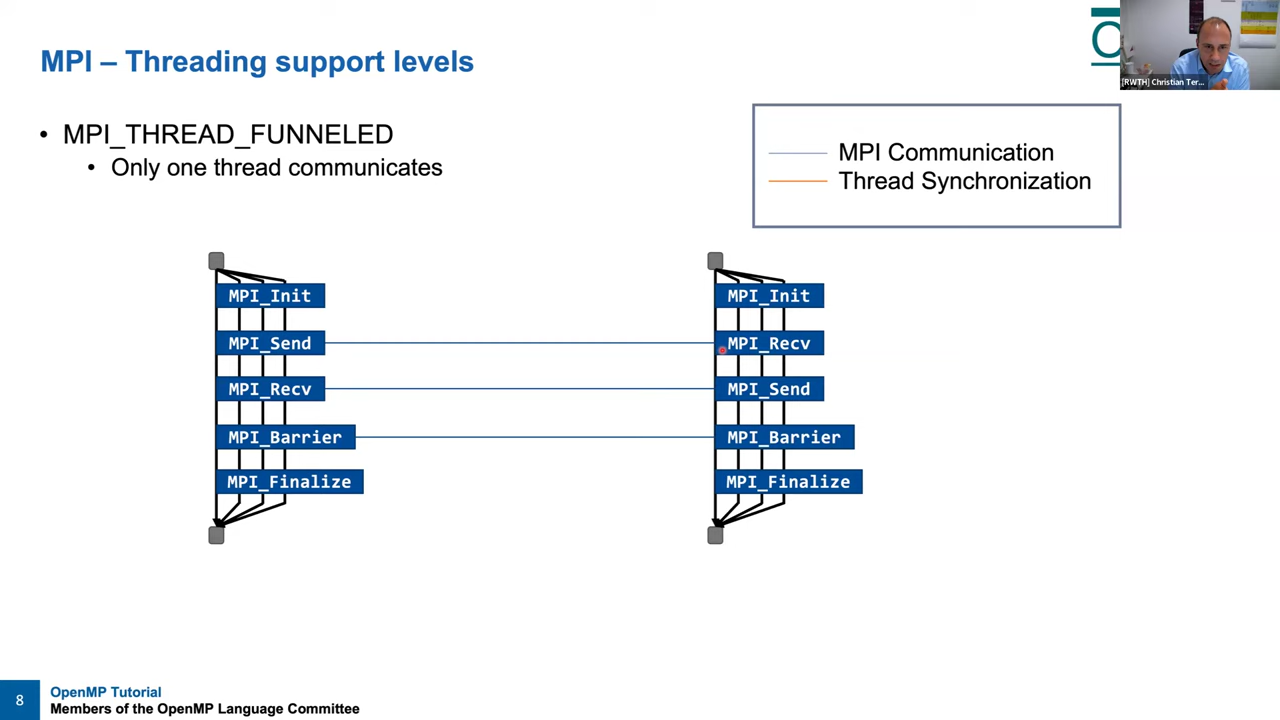 MPI – Threading support levels
[RWTH] Christian Ter...
• MPI_THREAD_FUNNELED
• Only one thread communicates
MPI Communication
Thread Synchronization
MPI_Init
MPI_Send
MPI_Recv
MPI_Barrier
MPI_Finalize
MPI_Init
MPI_Recv
MPI_Send
MPI_Barrier
MPI_Finalize
8
OpenMP Tutorial
Members of the OpenMP Language Committee